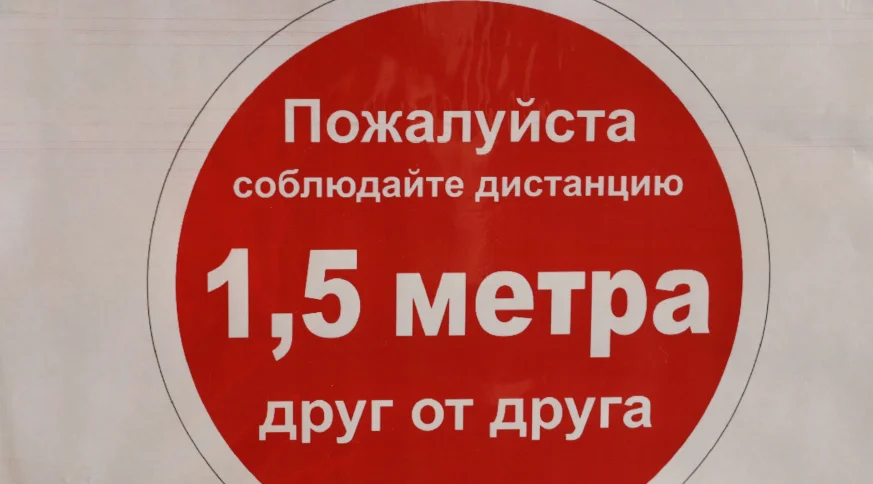 Пожалуйста
соблюдайте дистанцию
1,5 метра
друг от друга